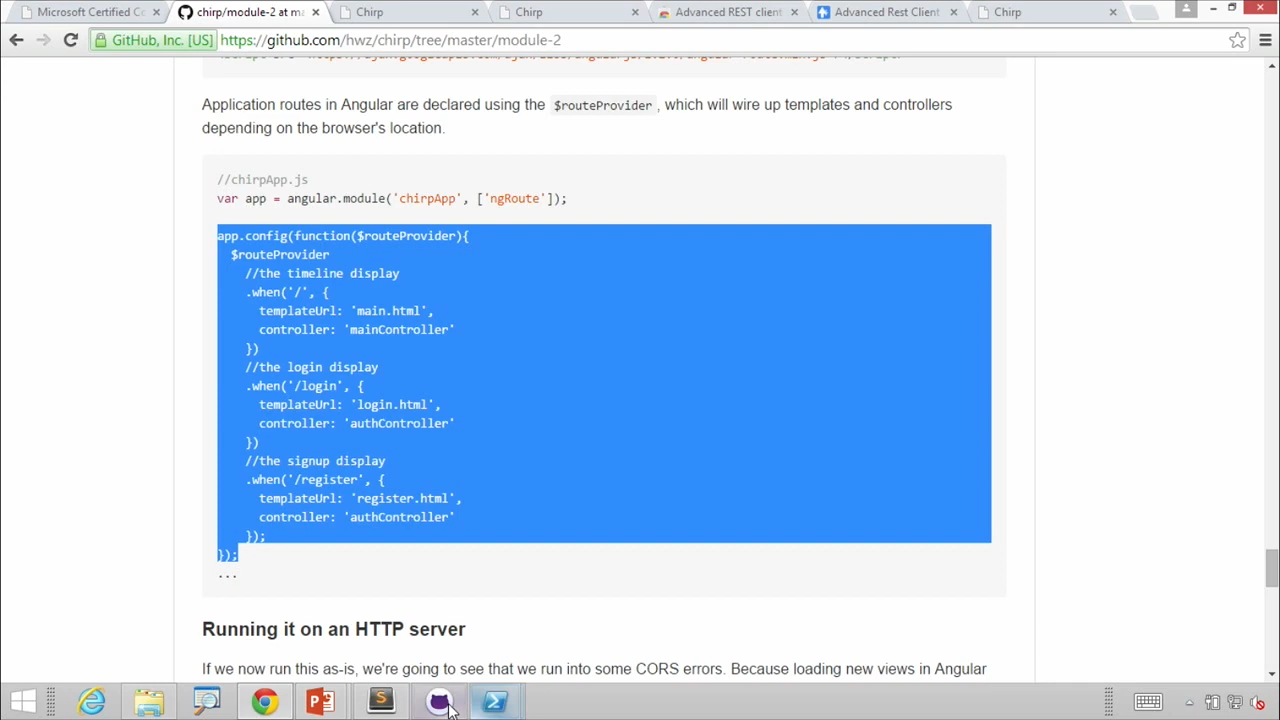 Microsoft Certified Co
chirp/module-2 at ma
Chirp
Chirp
Advanced REST client
Advanced Rest Client
Chirp
GitHub, Inc. [US]
https://github.com/hwz/chirp/tree/master/module-2
Application routes in Angular are declared using the $routeProvider, which will wire up templates and controllers
depending on the browser's location.
//chirpApp.js
var app = angular.module('chirpApp', ['ngRoute']);
app.config(function($routeProvider){
  $routeProvider
    //the timeline display
    .when('/', {
      templateUrl: 'main.html',
      controller: 'mainController'
    })
    //the login display
    .when('/login', {
      templateUrl: 'login.html',
      controller: 'authController'
    })
    //the signup display
    .when('/register', {
      templateUrl: 'register.html',
      controller: 'authController'
    });
});
...
Running it on an HTTP server
If we now run this as-is, we're going to see that we run into some CORS errors. Because loading new views in Angular